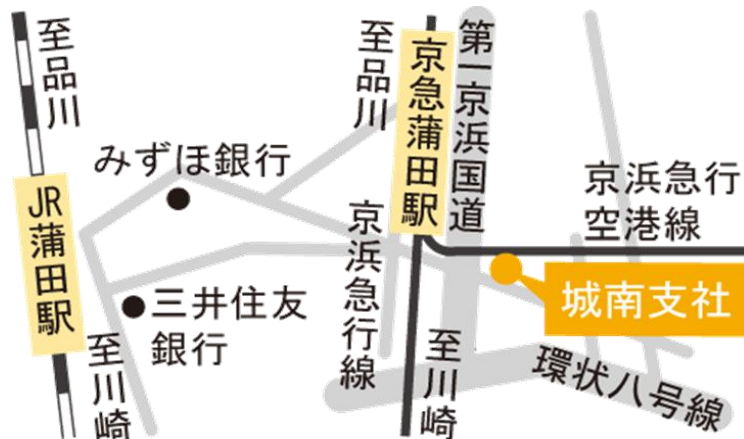 至品川
JR蒲田駅
至川崎
みずほ銀行
三井住友
銀行
至品川
京急蒲田駅
第一京浜国道
京浜急行線
至川崎
京浜急行
空港線
城南支社
環状八号線